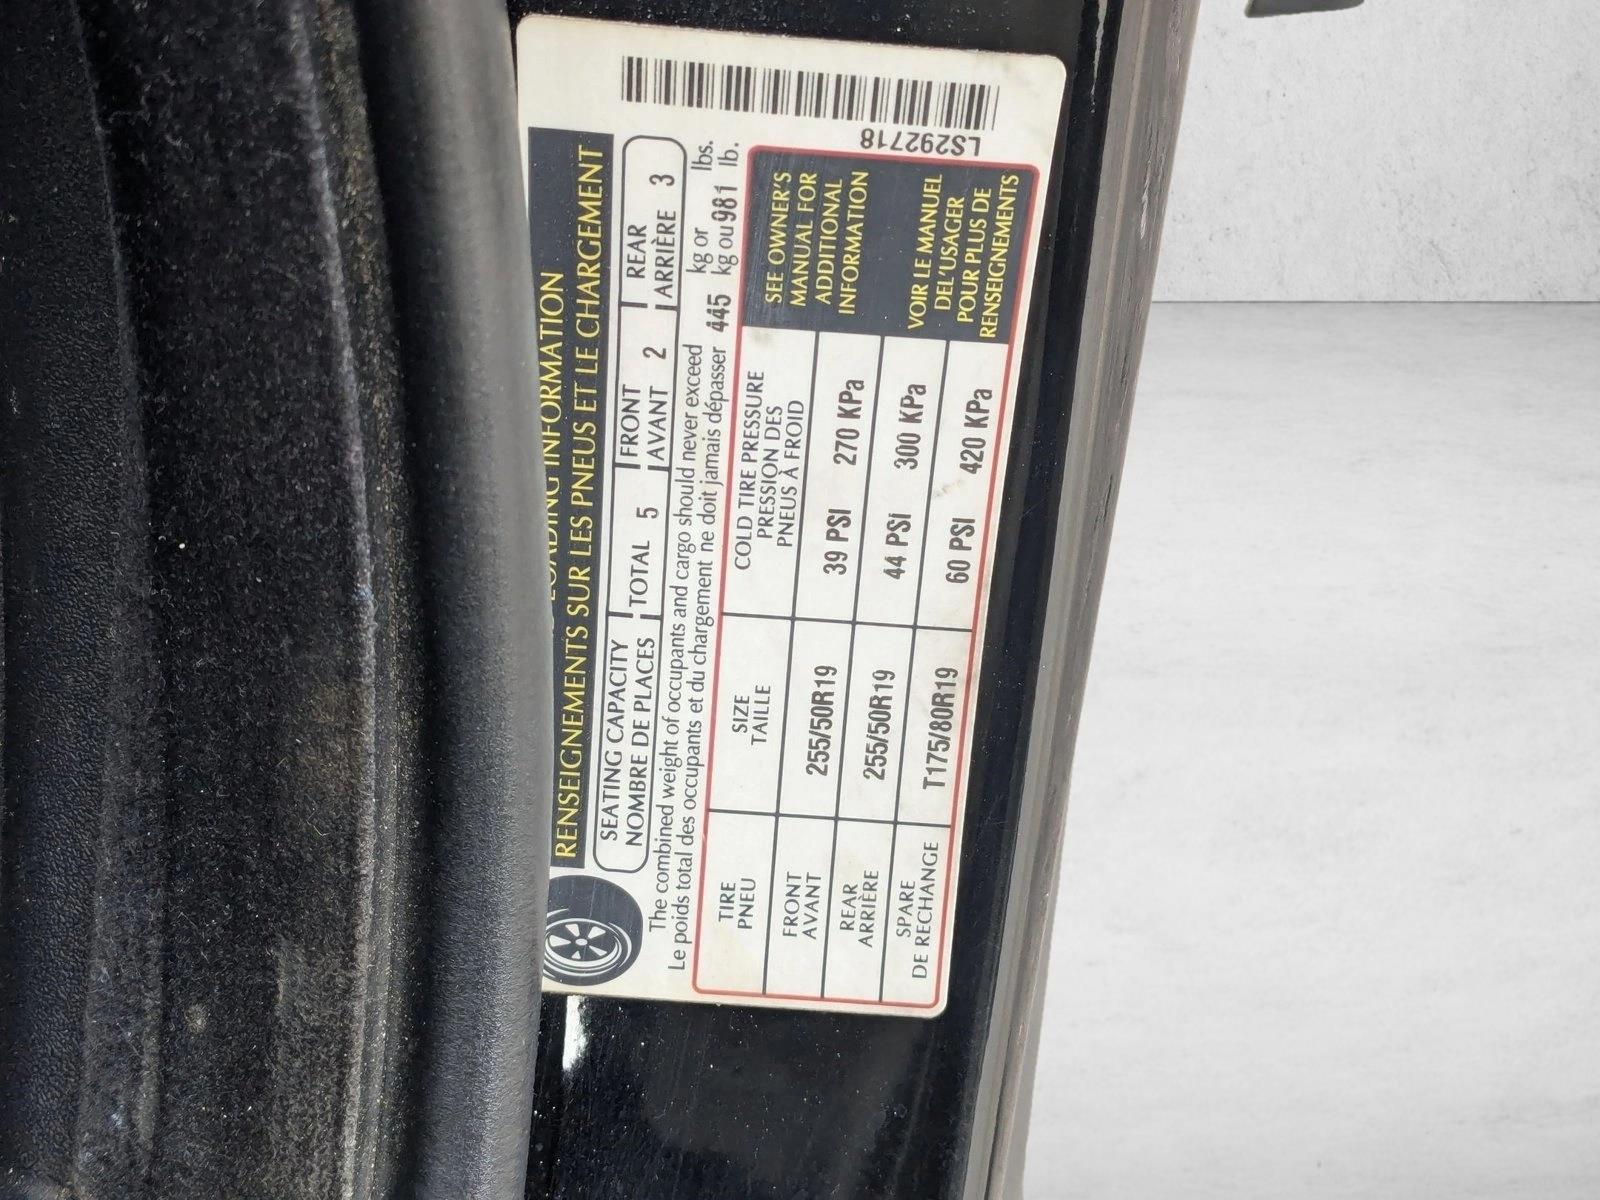 LOADING INFORMATION
RENSEIGNEMENTS SUR LES PNEUS ET LE CHARGEMENT
SEATING CAPACITY
NOMBRE DE PLACES
TOTAL 5
FRONT
AVANT 2
REAR
ARRIÈRE 3
The combined weight of occupants and cargo should never exceed 445 kg or 981 lbs.
Le poids total des occupants et du chargement ne doit jamais dépasser kg ou lb.
TIRE
PNEU
SIZE
TAILLE
COLD TIRE PRESSURE
PRESSION DES
PNEUS À FROID
FRONT
AVANT
255/50R19
39 PSI 270 KPa
REAR
ARRIÈRE
255/50R19
44 PSi 300 KPa
SPARE
DE RECHANGE
T175/80R19
60 PSI 420 KPa
SEE OWNER'S
MANUAL FOR
ADDITIONAL
INFORMATION
VOIR LE MANUEL
DEL'USAGER
POUR PLUS DE
RENSEIGNEMENTS
LS292718